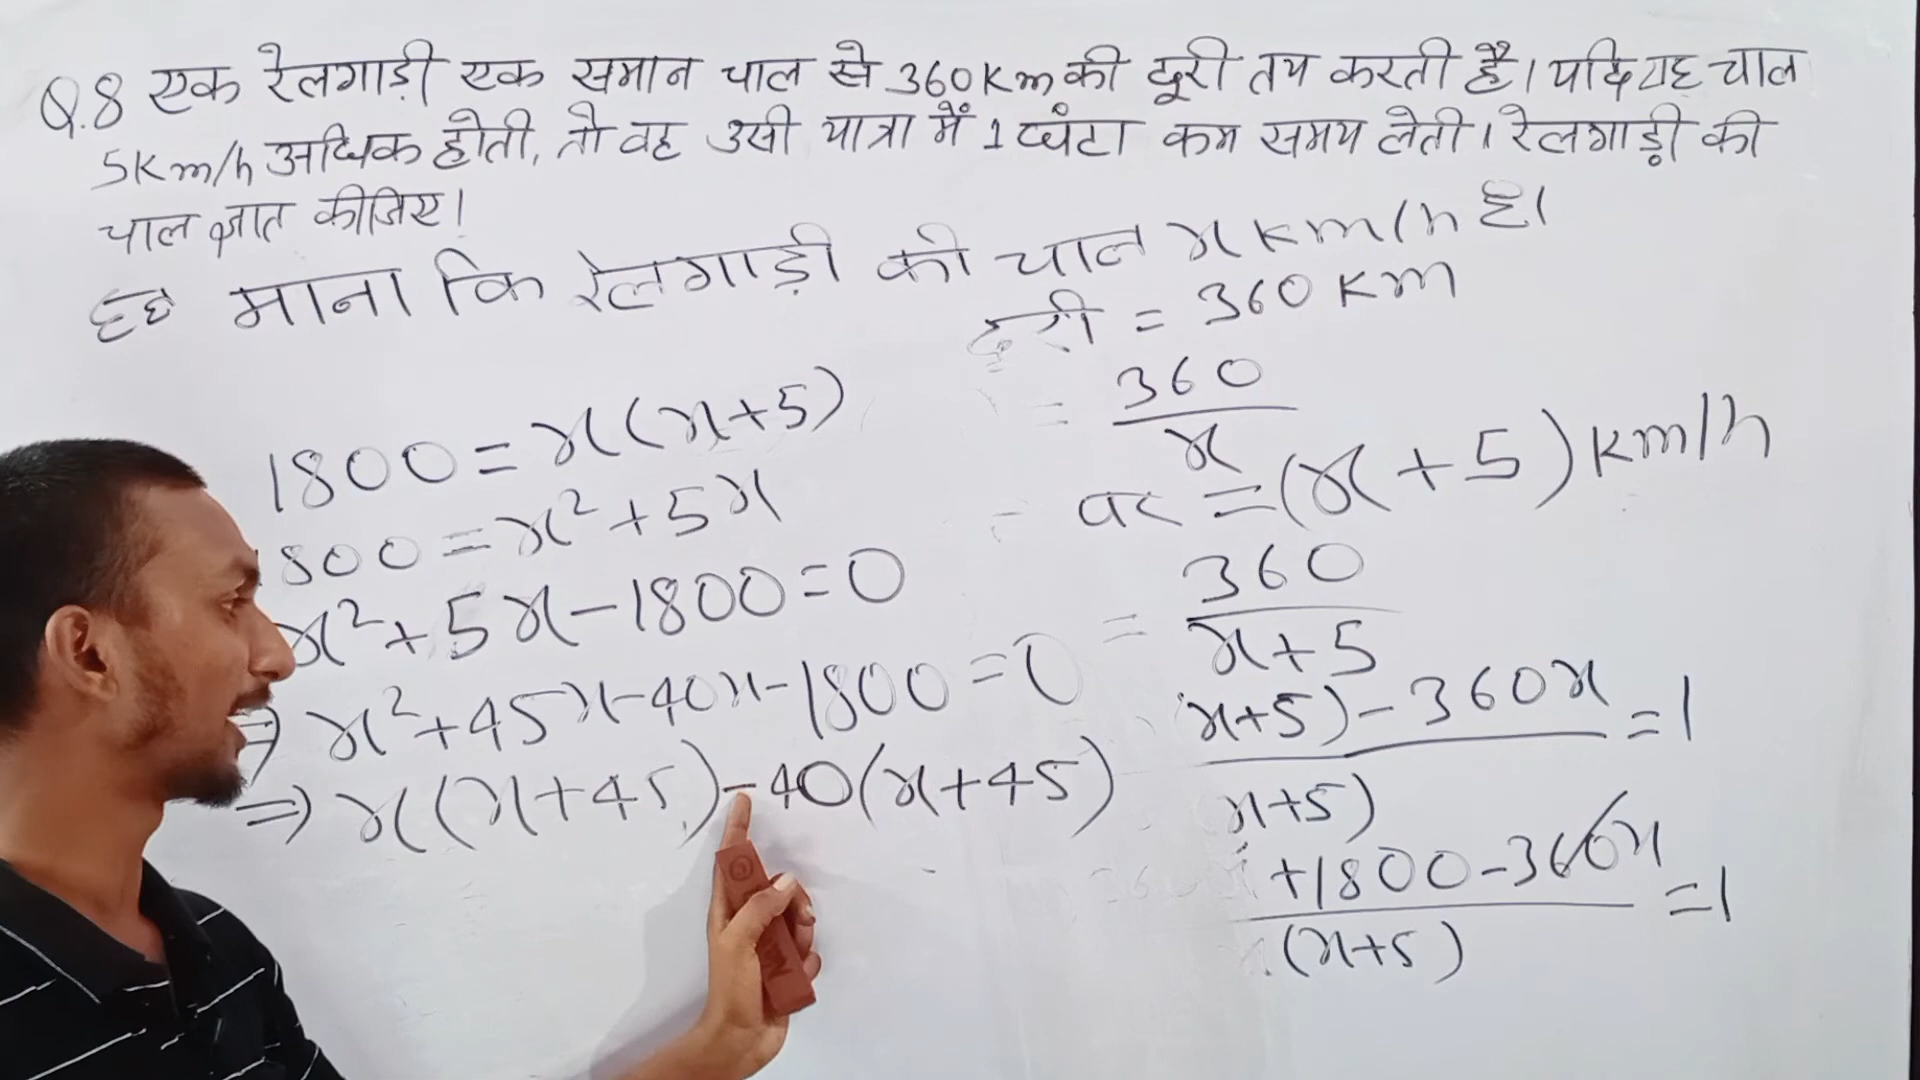 Q.8 एक रेलगाड़ी एक समान चाल से 360Km की दूरी तय करती है। यदि यह चाल
5Km/h अधिक होती, तो वह उसी यात्रा में 1 घंटा कम समय लेती। रेलगाड़ी की
चाल ज्ञात कीजिए।
माना कि रेलगाड़ी की चाल x Km/h है।
दूरी = 360 Km
= 360/x
= (x+5) km/h
= 360/x+5
x+5)-360x =1
x+5)
+1800-360x =1
(x+5)
1800=x(x+5)
800=x²+5x
x²+5x-1800=0
⇒ x²+45x-40x-1800=0
⇒ x(x+45)-40(x+45)